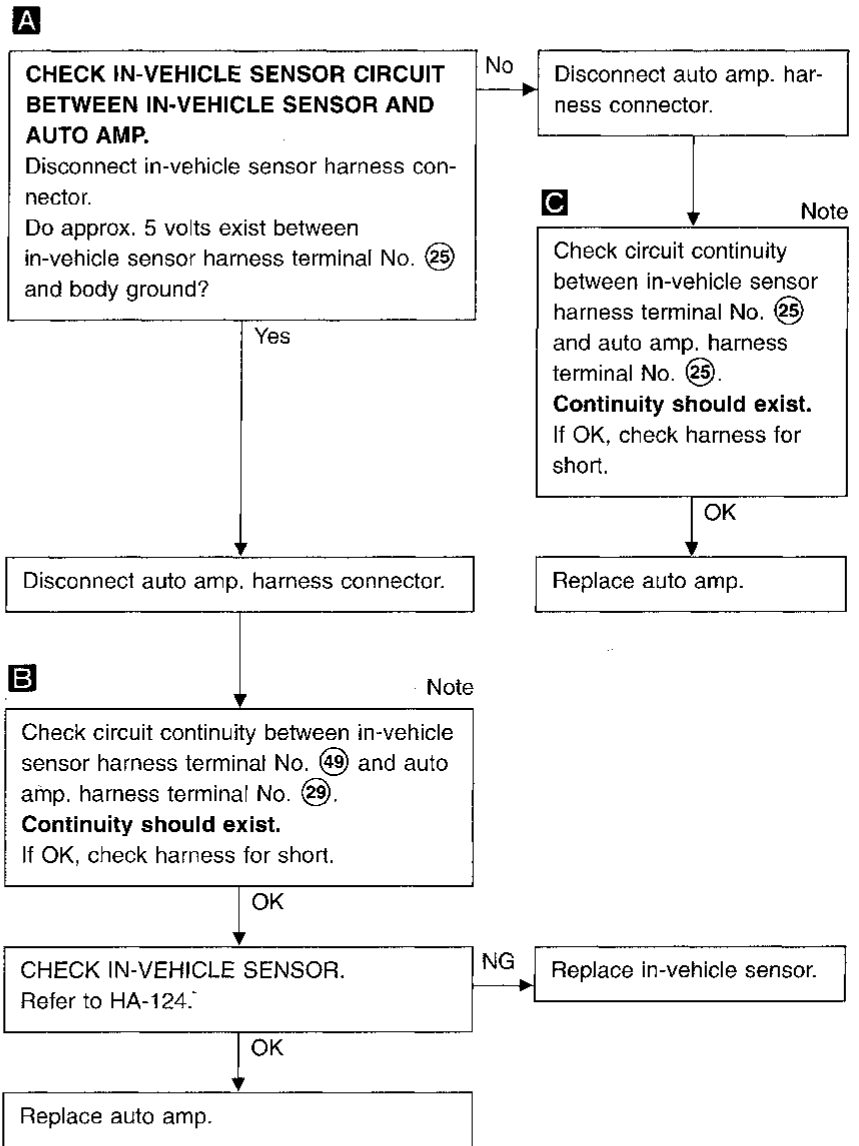 A
CHECK IN-VEHICLE SENSOR CIRCUIT
BETWEEN IN-VEHICLE SENSOR AND
AUTO AMP.
Disconnect in-vehicle sensor harness con-
nector.
Do approx. 5 volts exist between
in-vehicle sensor harness terminal No. 25
and body ground?
No
Disconnect auto amp. har-
ness connector.
C
Note
Check circuit continuity
between in-vehicle sensor
harness terminal No. 25
and auto amp. harness
terminal No. 25.
Continuity should exist.
If OK, check harness for
short.
OK
Replace auto amp.
Yes
Disconnect auto amp. harness connector.
B
Note
Check circuit continuity between in-vehicle
sensor harness terminal No. 49 and auto
amp. harness terminal No. 29.
Continuity should exist.
If OK, check harness for short.
OK
CHECK IN-VEHICLE SENSOR.
Refer to HA-124.
NG
Replace in-vehicle sensor.
OK
Replace auto amp.